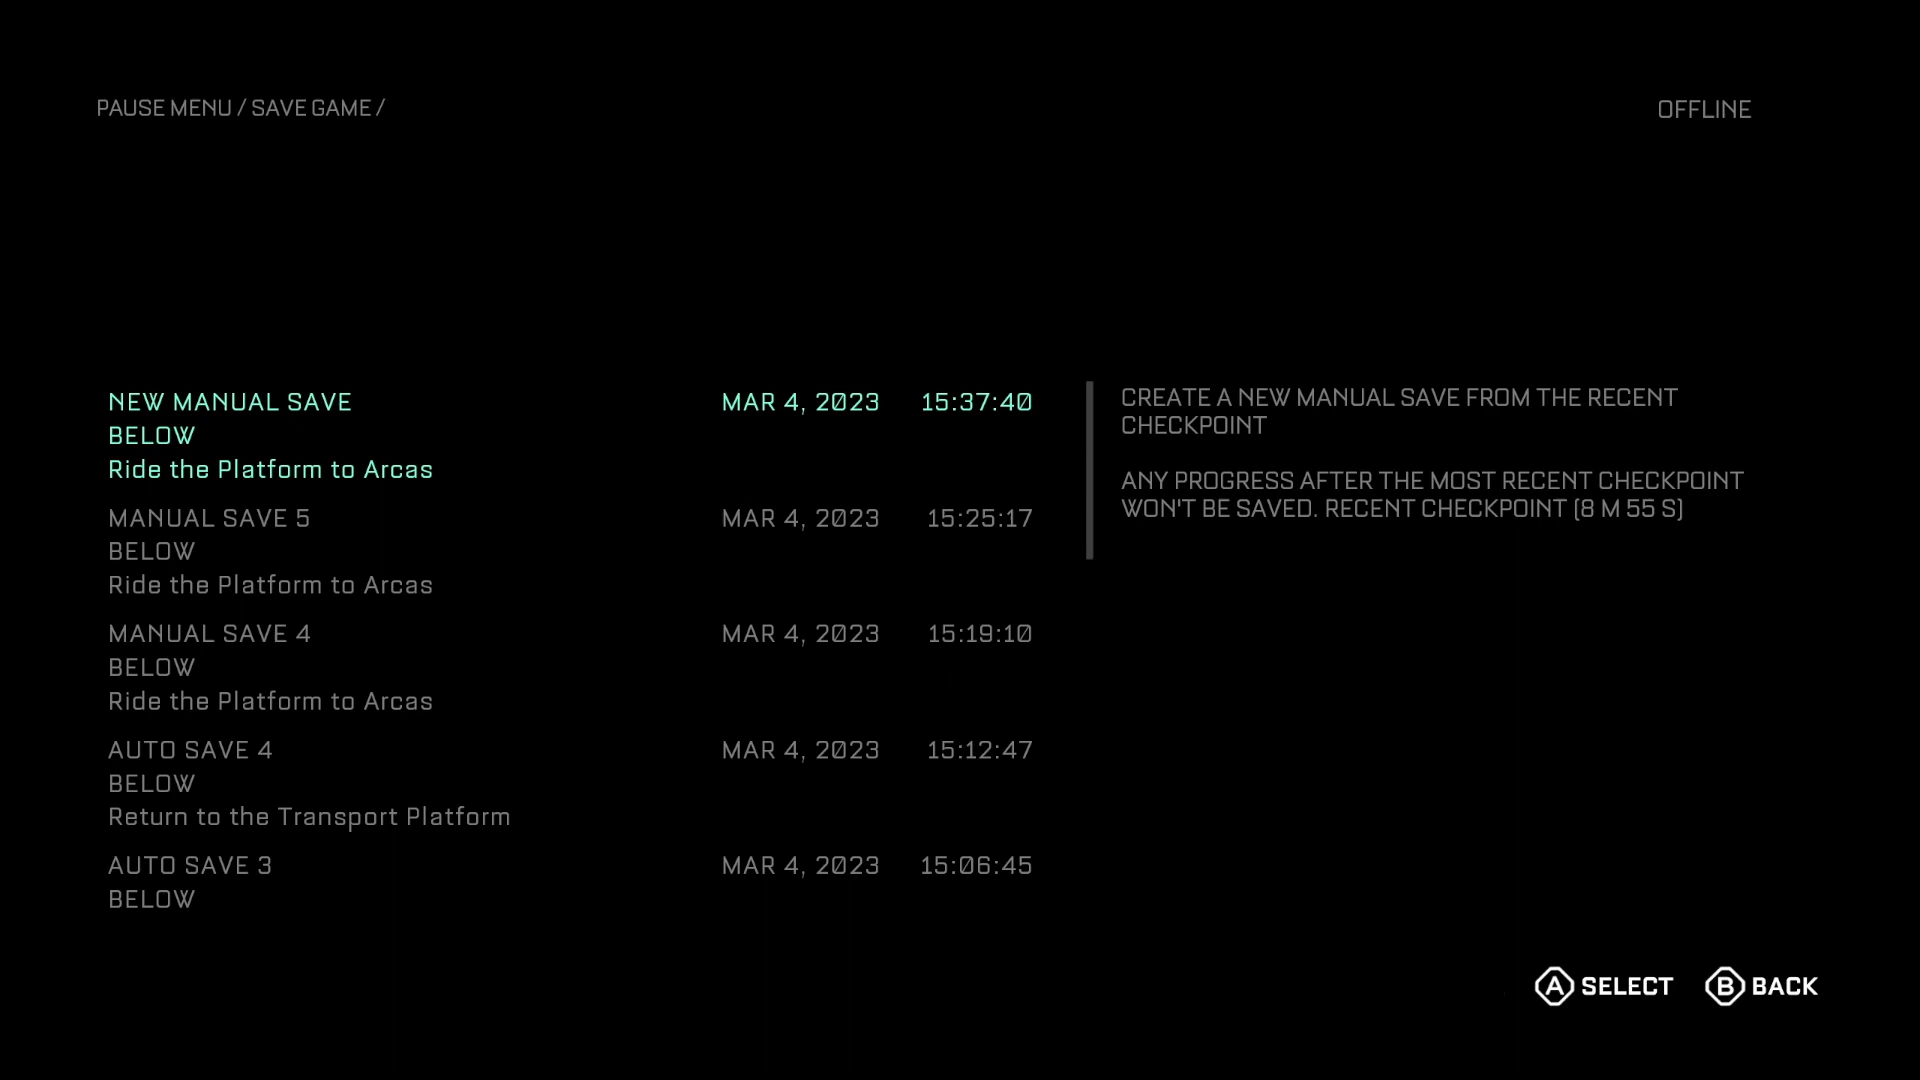 PAUSE MENU / SAVE GAME /
OFFLINE
NEW MANUAL SAVE MAR 4, 2023 15:37:40
BELOW
Ride the Platform to Arcas
MANUAL SAVE 5 MAR 4, 2023 15:25:17
BELOW
Ride the Platform to Arcas
MANUAL SAVE 4 MAR 4, 2023 15:19:10
BELOW
Ride the Platform to Arcas
AUTO SAVE 4 MAR 4, 2023 15:12:47
BELOW
Return to the Transport Platform
AUTO SAVE 3 MAR 4, 2023 15:06:45
BELOW
CREATE A NEW MANUAL SAVE FROM THE RECENT
CHECKPOINT
ANY PROGRESS AFTER THE MOST RECENT CHECKPOINT
WON'T BE SAVED. RECENT CHECKPOINT (8 M 55 S)
A SELECT B BACK